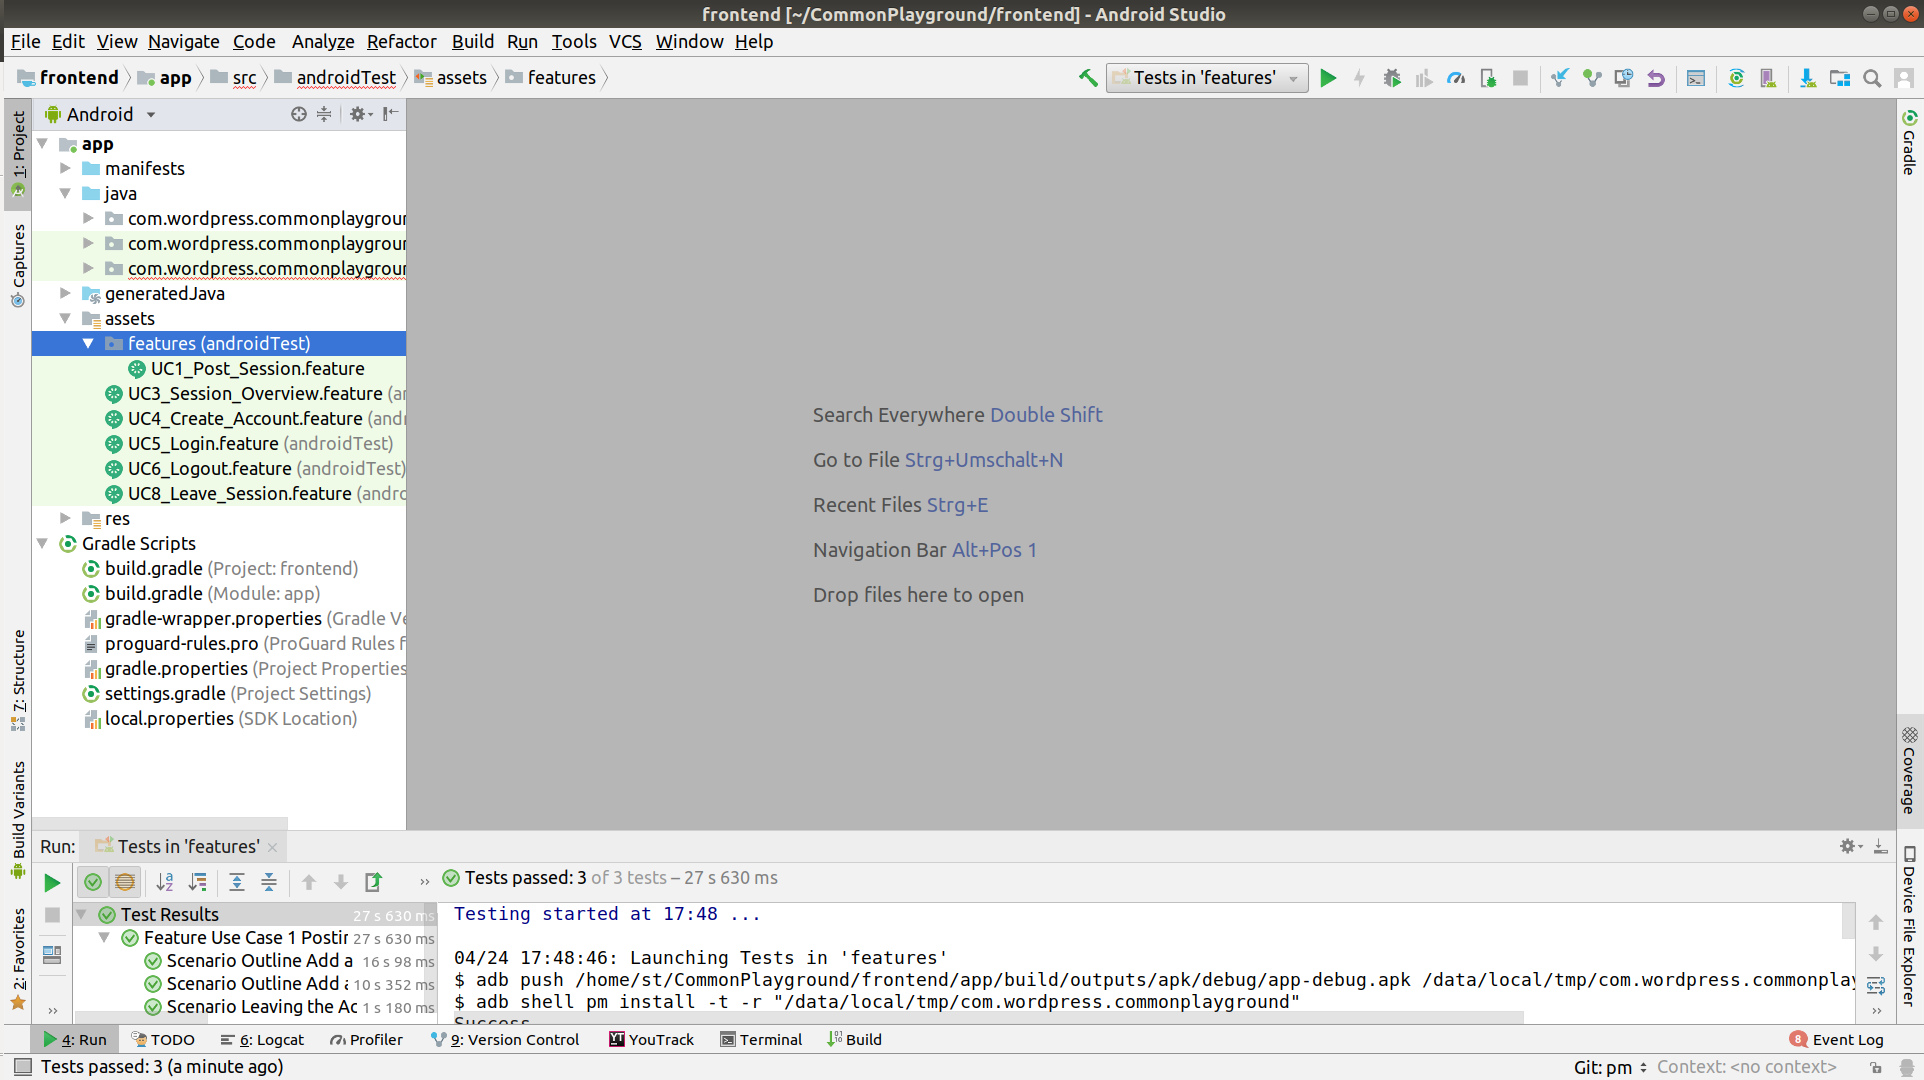 frontend [~/CommonPlayground/frontend] - Android Studio
File Edit View Navigate Code Analyze Refactor Build Run Tools VCS Window Help
frontend app src androidTest assets features Tests in 'features'
1: Project
Captures
7: Structure
Build Variants
2: Favorites
Android
app
manifests
java
com.wordpress.commonplaygrour
com.wordpress.commonplaygrour
com.wordpress.commonplaygrour
generatedJava
assets
features (androidTest)
UC1_Post_Session.feature
UC3_Session_Overview.feature (ar
UC4_Create_Account.feature (andr
UC5_Login.feature (androidTest)
UC6_Logout.feature (androidTest)
UC8_Leave_Session.feature (andro
res
Gradle Scripts
build.gradle (Project: frontend)
build.gradle (Module: app)
gradle-wrapper.properties (Gradle Ve
proguard-rules.pro (ProGuard Rules f
gradle.properties (Project Properties
settings.gradle (Project Settings)
local.properties (SDK Location)
Search Everywhere Double Shift
Go to File Strg+Umschalt+N
Recent Files Strg+E
Navigation Bar Alt+Pos 1
Drop files here to open
Gradle
Coverage
Device File Explorer
Run: Tests in 'features'
Tests passed: 3 of 3 tests – 27 s 630 ms
Test Results 27 s 630 ms
Feature Use Case 1 Postir 27 s 630 ms
Scenario Outline Add a 16 s 98 ms
Scenario Outline Add a 10 s 352 ms
Scenario Leaving the Ac 1 s 180 ms
Testing started at 17:48 ...
04/24 17:48:46: Launching Tests in 'features'
$ adb push /home/st/CommonPlayground/frontend/app/build/outputs/apk/debug/app-debug.apk /data/local/tmp/com.wordpress.commonplay
$ adb shell pm install -t -r "/data/local/tmp/com.wordpress.commonplayground"
Success
4: Run TODO 6: Logcat Profiler 9: Version Control YT YouTrack Terminal Build 8 Event Log
Tests passed: 3 (a minute ago) Git: pm Context: <no context>